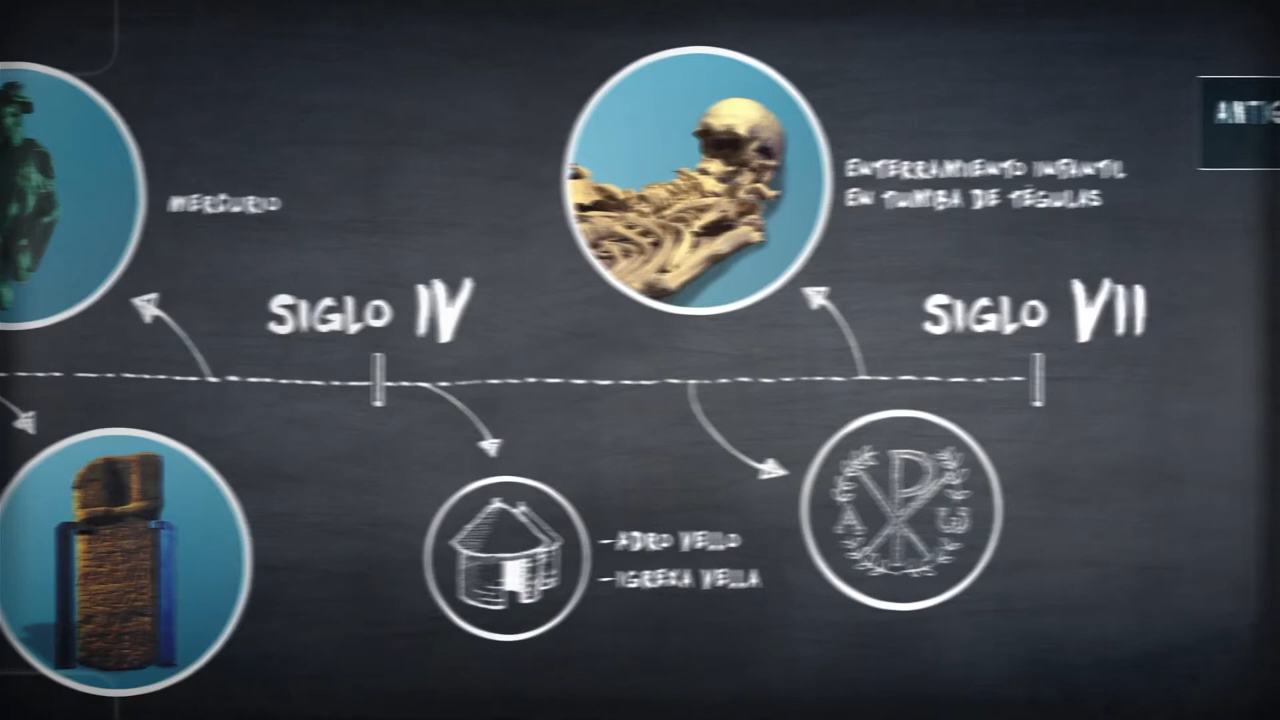 MERCURIO
ENTERRAMIENTO INFANTIL
EN TUMBA DE TÉGULAS
SIGLO IV
SIGLO VII
-ADRO VELLO
-IGREXA VELLA